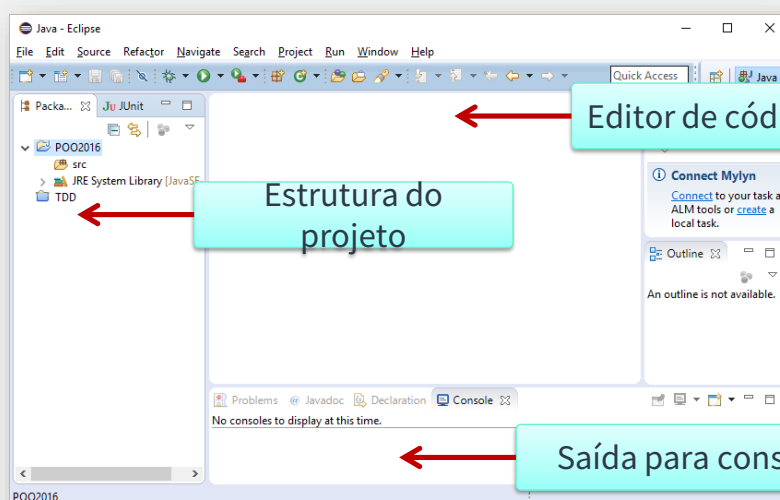 Java - Eclipse
File Edit Source Refactor Navigate Search Project Run Window Help
Quick Access
Java
Packa...
JUnit
POO2016
src
JRE System Library [JavaSE
TDD
Editor de cód
Estrutura do
projeto
Connect Mylyn
Connect to your task a
ALM tools or create a
local task.
Outline
An outline is not available.
Problems @ Javadoc Declaration Console
No consoles to display at this time.
Saída para cons
POO2016